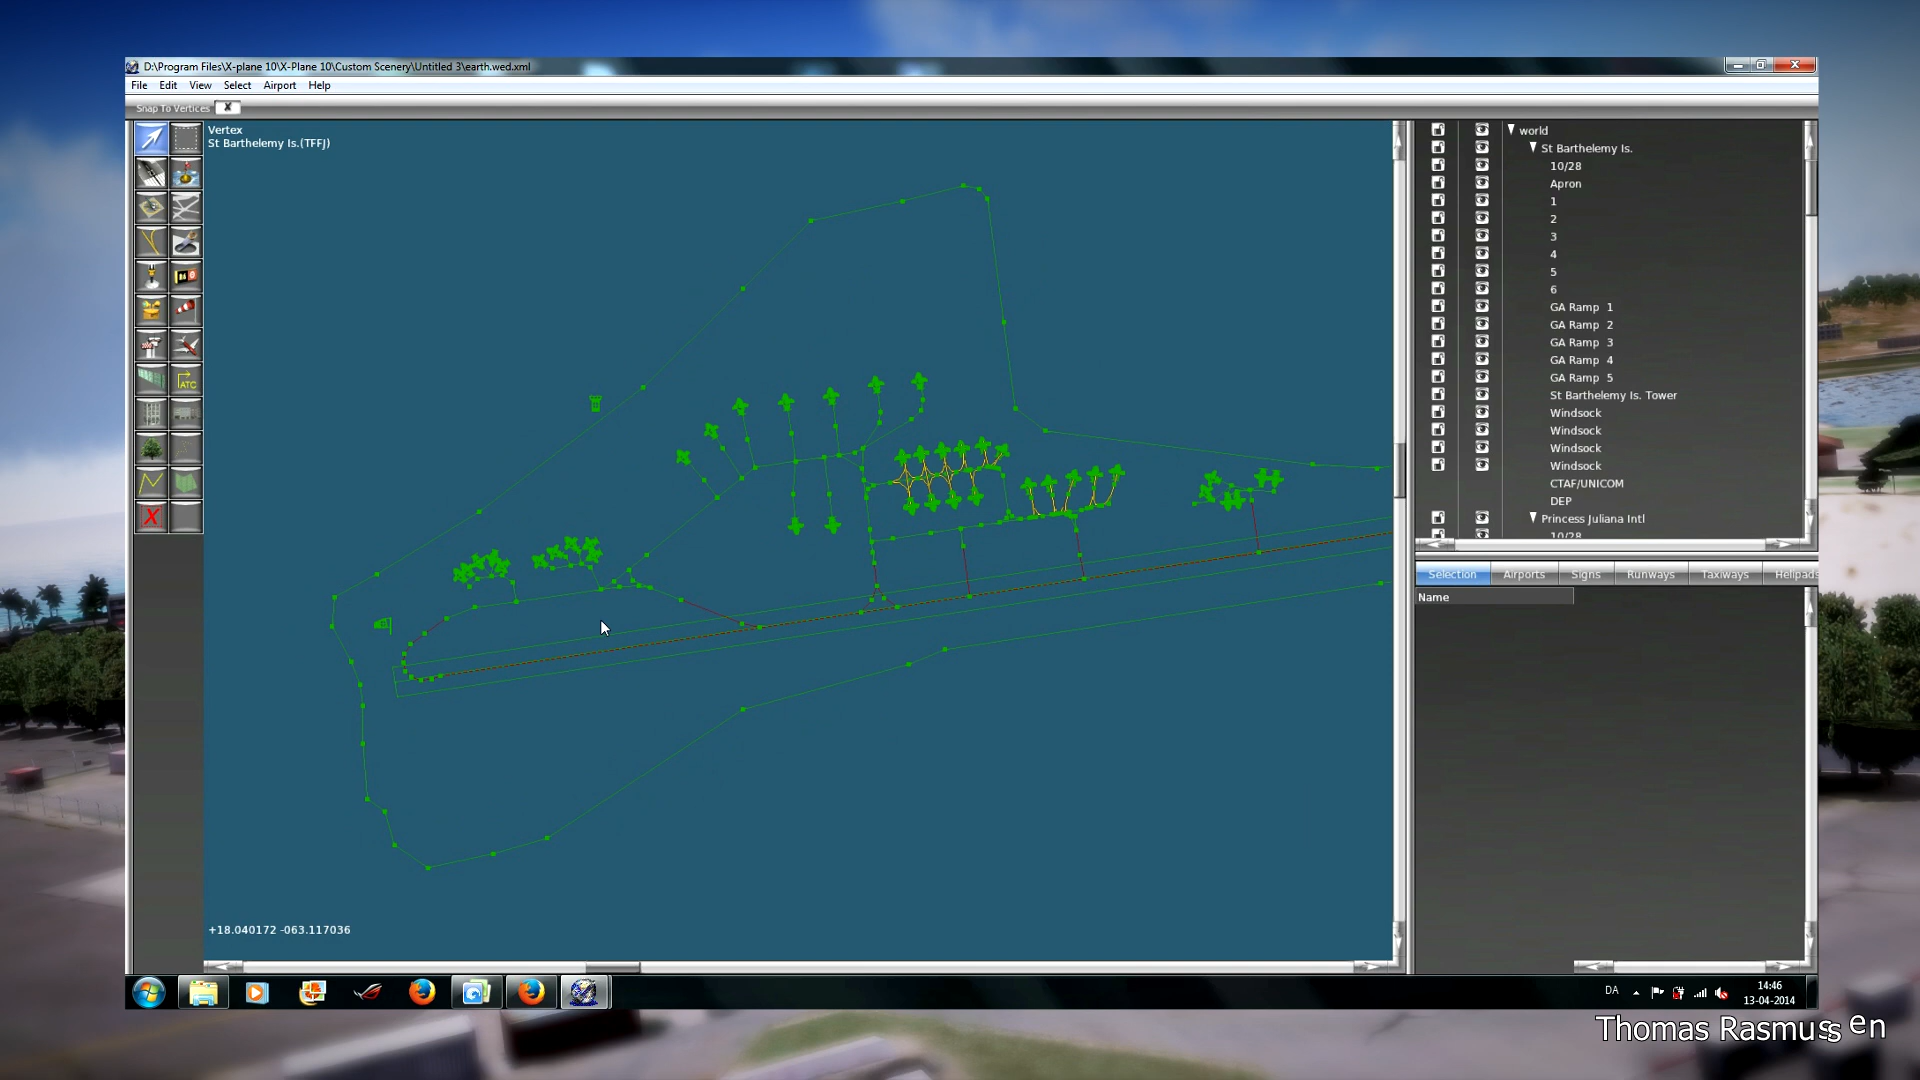 D:\Program Files\X-plane 10\X-Plane 10\Custom Scenery\Untitled 3\earth.wed.xml
File Edit View Select Airport Help
Snap To Vertices X
Vertex
St Barthelemy Is.(TFFJ)
ATC
X
+18.040172 -063.117036
world
St Barthelemy Is.
10/28
Apron
1
2
3
4
5
6
GA Ramp 1
GA Ramp 2
GA Ramp 3
GA Ramp 4
GA Ramp 5
St Barthelemy Is. Tower
Windsock
Windsock
Windsock
Windsock
CTAF/UNICOM
DEP
Princess Juliana Intl
10/28
Selection Airports Signs Runways Taxiways Helipads
Name
DA
14:46
13-04-2014
Thomas Rasmussen